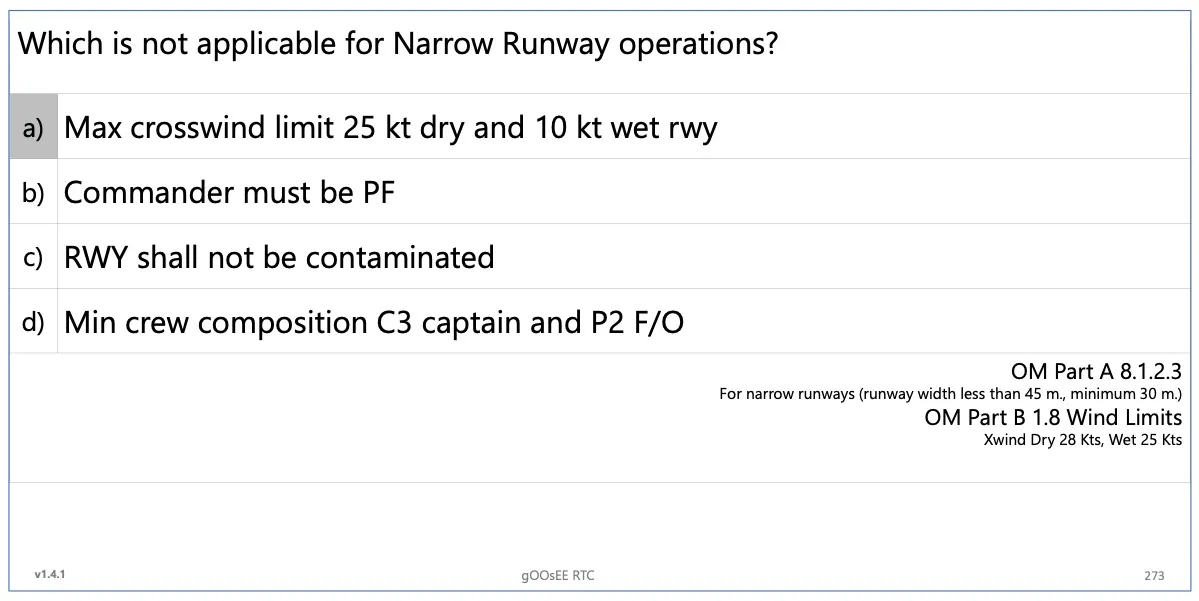 Which is not applicable for Narrow Runway operations?
a) Max crosswind limit 25 kt dry and 10 kt wet rwy
b) Commander must be PF
c) RWY shall not be contaminated
d) Min crew composition C3 captain and P2 F/O
OM Part A 8.1.2.3
For narrow runways (runway width less than 45 m., minimum 30 m.)
OM Part B 1.8 Wind Limits
Xwind Dry 28 Kts, Wet 25 Kts
v1.4.1 gOOsEE RTC 273